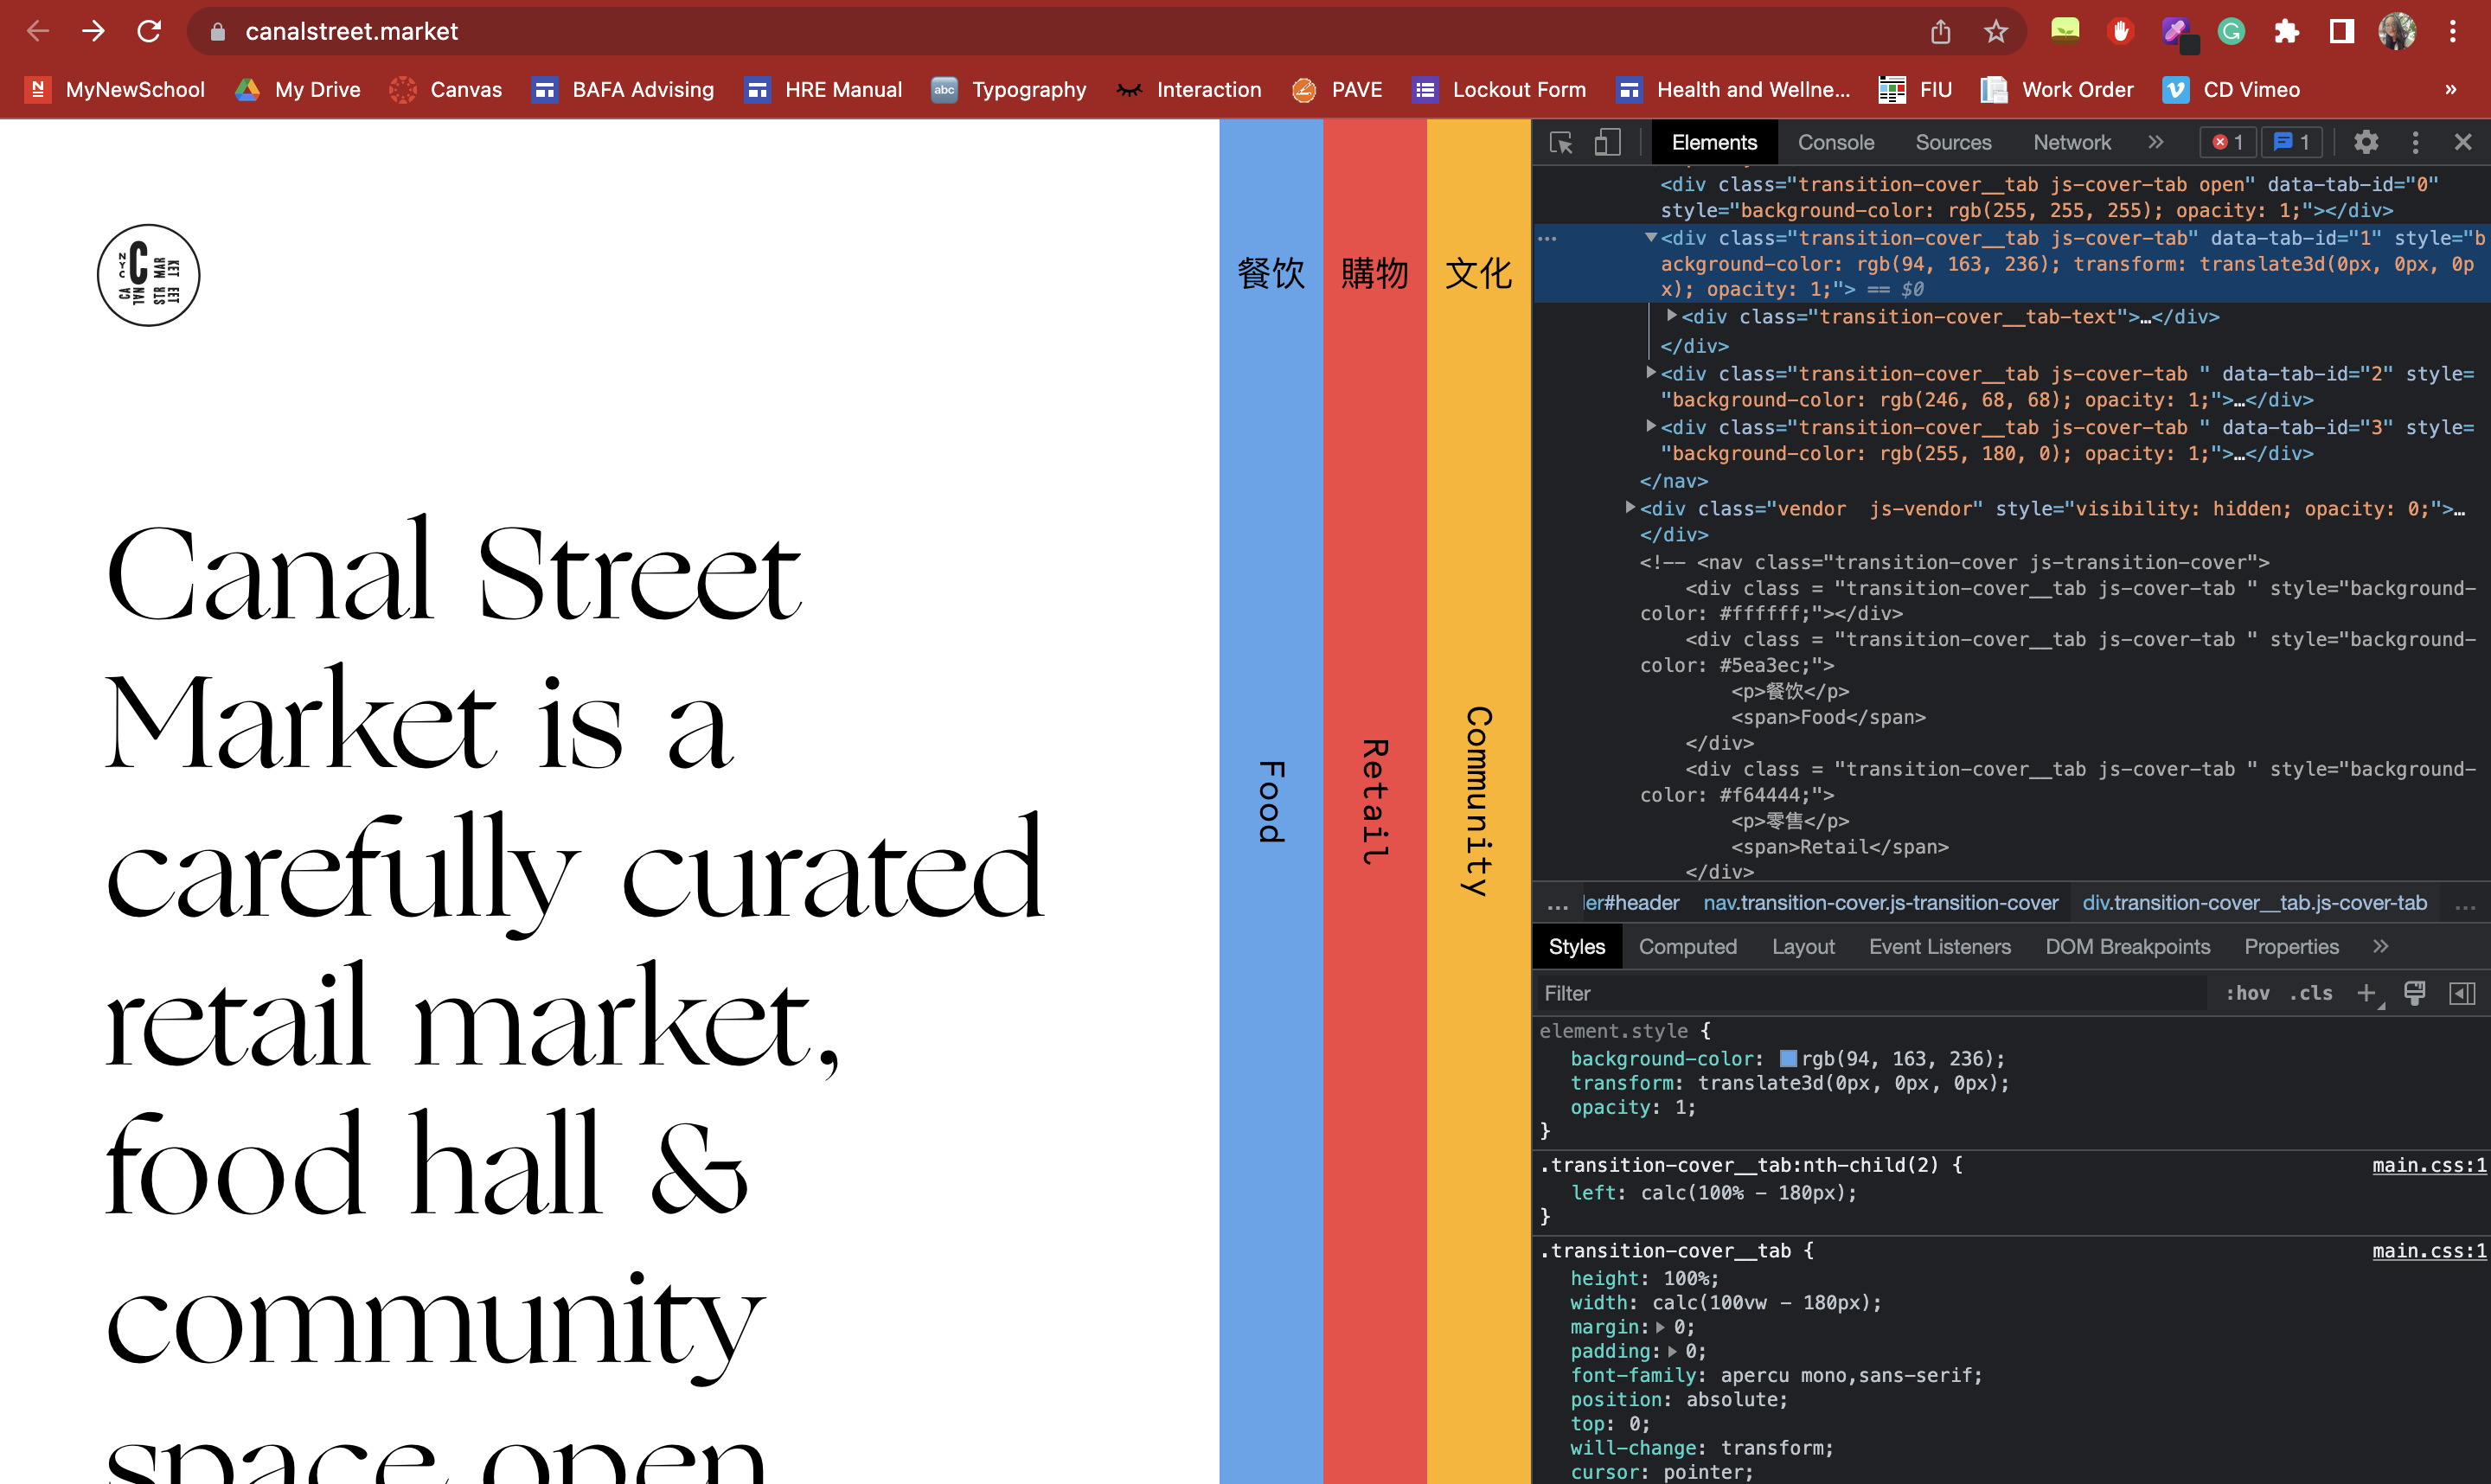 canalstreet.market
MyNewSchool My Drive Canvas BAFA Advising HRE Manual Typography Interaction PAVE Lockout Form Health and Wellne... FIU Work Order CD Vimeo »
NYC
C
CANAL
STREET
MARKET
Canal Street
Market is a
carefully curated
retail market,
food hall &
community
space open
餐饮
Food
購物
Retail
文化
Community
Elements Console Sources Network » 1 1
<div class="transition-cover__tab js-cover-tab open" data-tab-id="0"
style="background-color: rgb(255, 255, 255); opacity: 1;"></div>
<div class="transition-cover__tab js-cover-tab" data-tab-id="1" style="b
ackground-color: rgb(94, 163, 236); transform: translate3d(0px, 0px, 0p
x); opacity: 1;"> == $0
<div class="transition-cover__tab-text">…</div>
</div>
<div class="transition-cover__tab js-cover-tab " data-tab-id="2" style=
"background-color: rgb(246, 68, 68); opacity: 1;">…</div>
<div class="transition-cover__tab js-cover-tab " data-tab-id="3" style=
"background-color: rgb(255, 180, 0); opacity: 1;">…</div>
</nav>
<div class="vendor  js-vendor" style="visibility: hidden; opacity: 0;">…
</div>
<!-- <nav class="transition-cover js-transition-cover">
<div class = "transition-cover__tab js-cover-tab " style="background-
color: #ffffff;"></div>
<div class = "transition-cover__tab js-cover-tab " style="background-
color: #5ea3ec;">
<p>餐饮</p>
<span>Food</span>
</div>
<div class = "transition-cover__tab js-cover-tab " style="background-
color: #f64444;">
<p>零售</p>
<span>Retail</span>
</div>
... der#header nav.transition-cover.js-transition-cover div.transition-cover__tab.js-cover-tab ...
Styles Computed Layout Event Listeners DOM Breakpoints Properties »
Filter :hov .cls +
element.style {
background-color: rgb(94, 163, 236);
transform: translate3d(0px, 0px, 0px);
opacity: 1;
}
.transition-cover__tab:nth-child(2) { main.css:1
left: calc(100% - 180px);
}
.transition-cover__tab { main.css:1
height: 100%;
width: calc(100vw - 180px);
margin: 0;
padding: 0;
font-family: apercu mono,sans-serif;
position: absolute;
top: 0;
will-change: transform;
cursor: pointer;